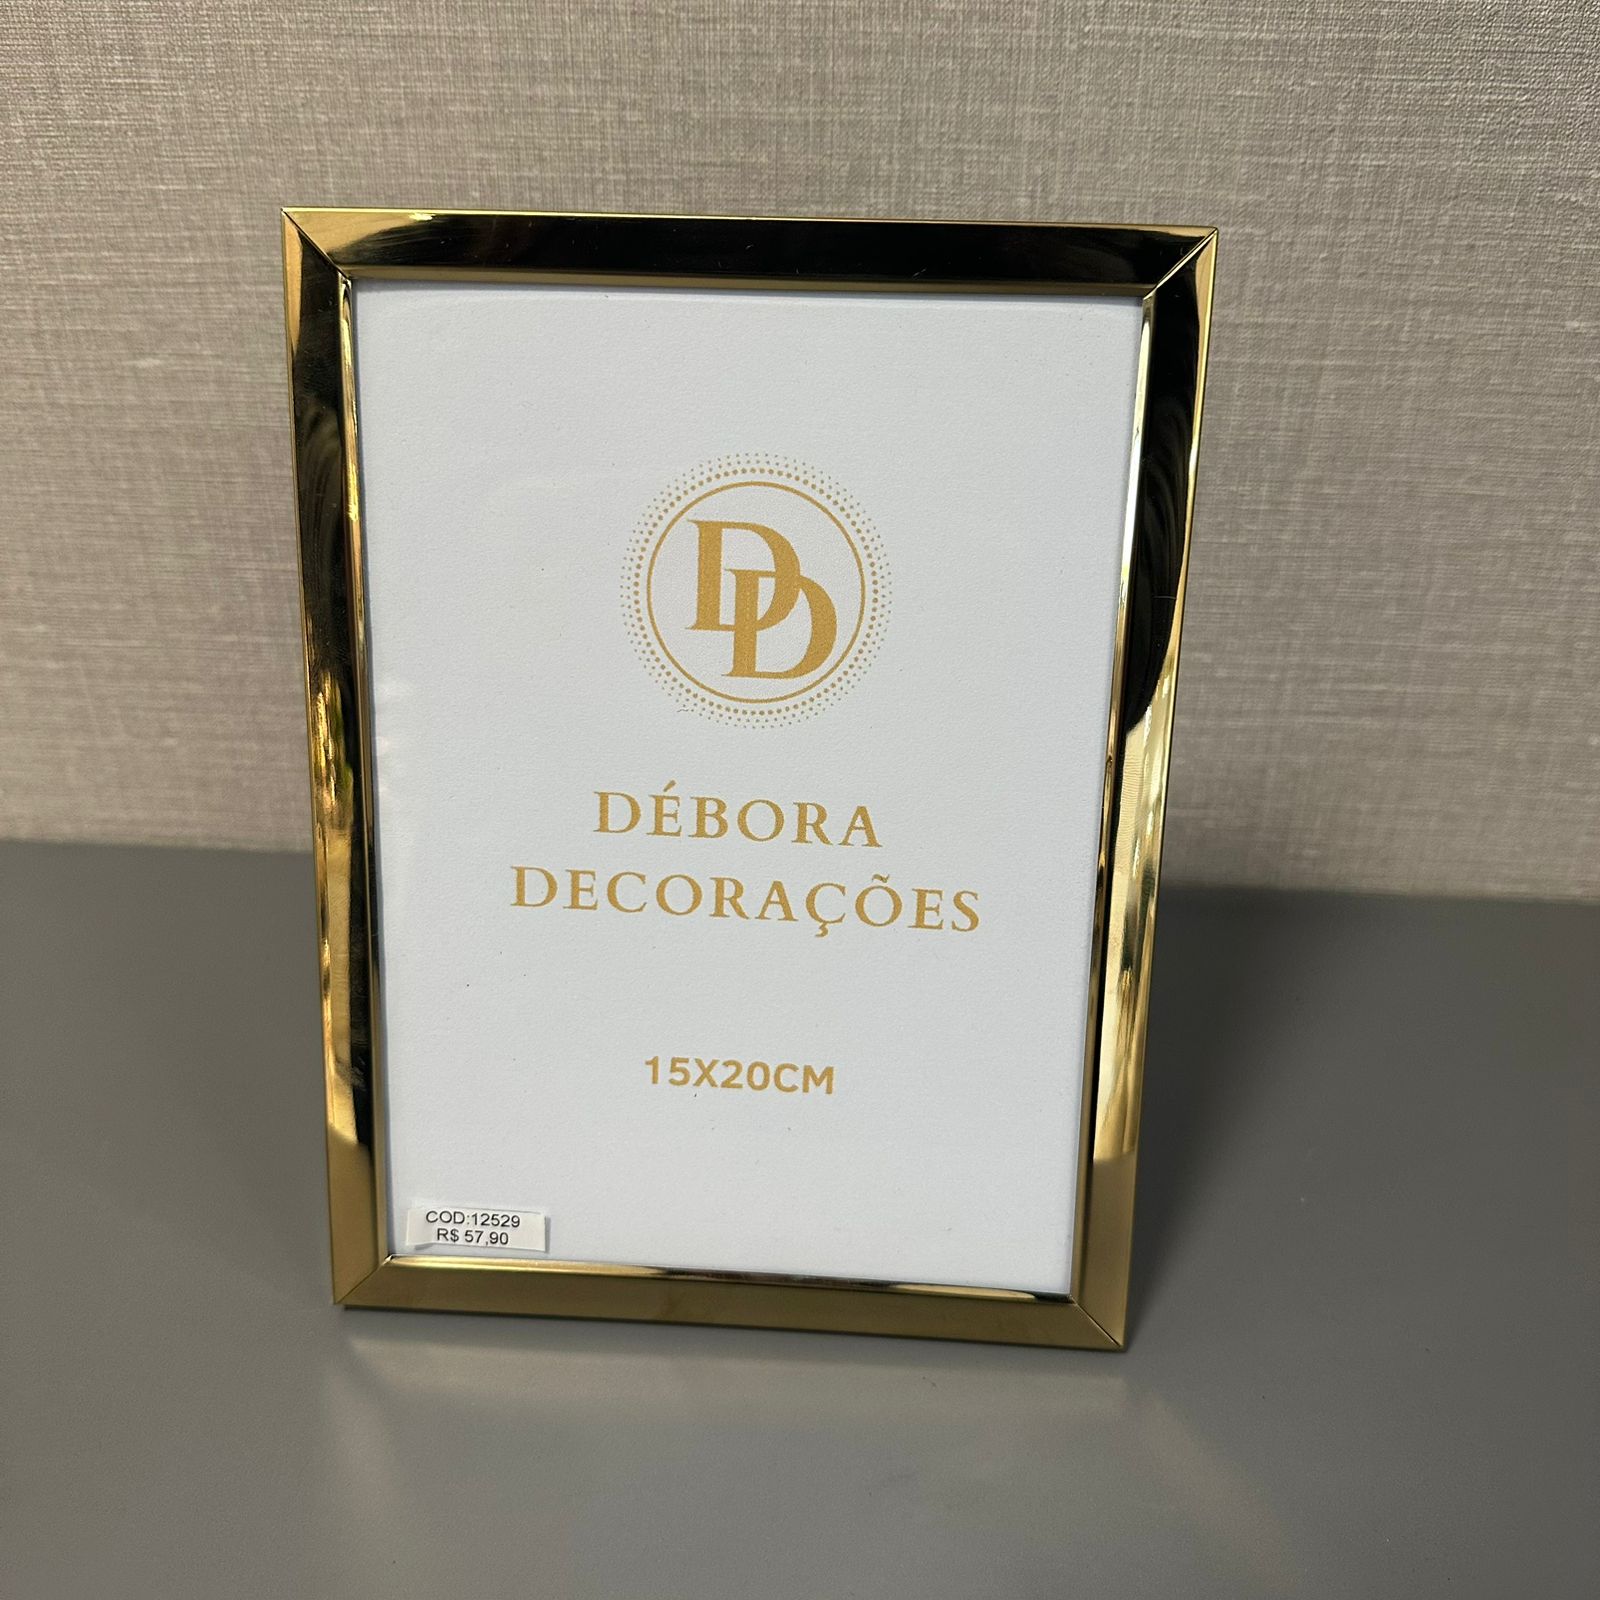 DD
DÉBORA
DECORAÇÕES
15X20CM
COD:12529
R$ 57,90